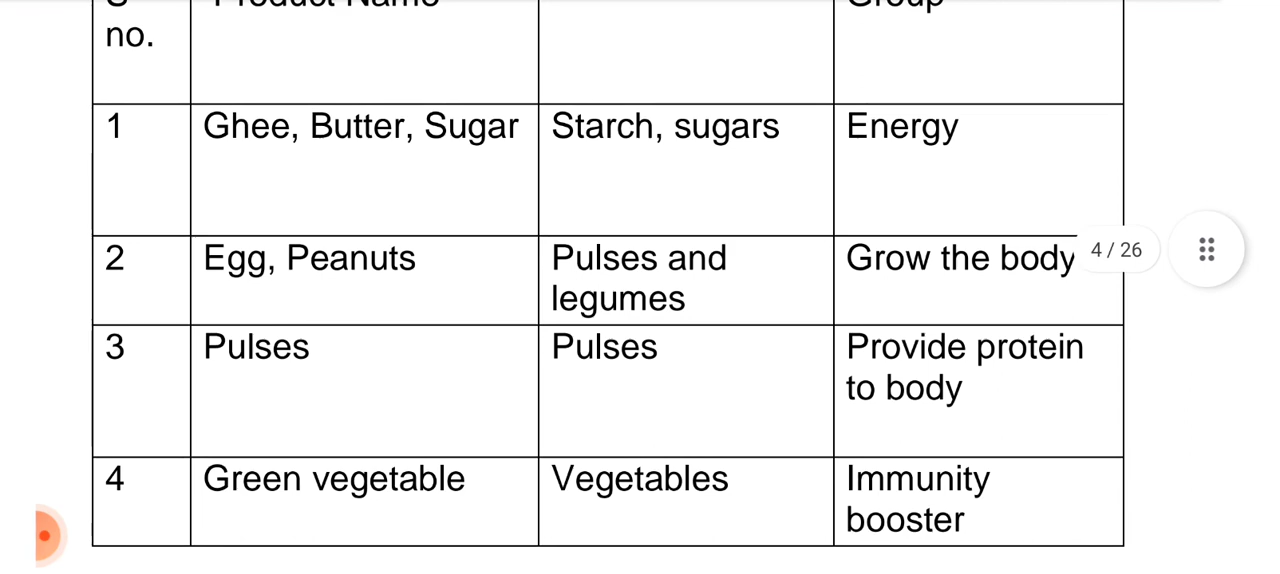 no.
1 Ghee, Butter, Sugar Starch, sugars Energy
2 Egg, Peanuts Pulses and Grow the body
legumes
4 / 26
3 Pulses Pulses Provide protein
to body
4 Green vegetable Vegetables Immunity
booster